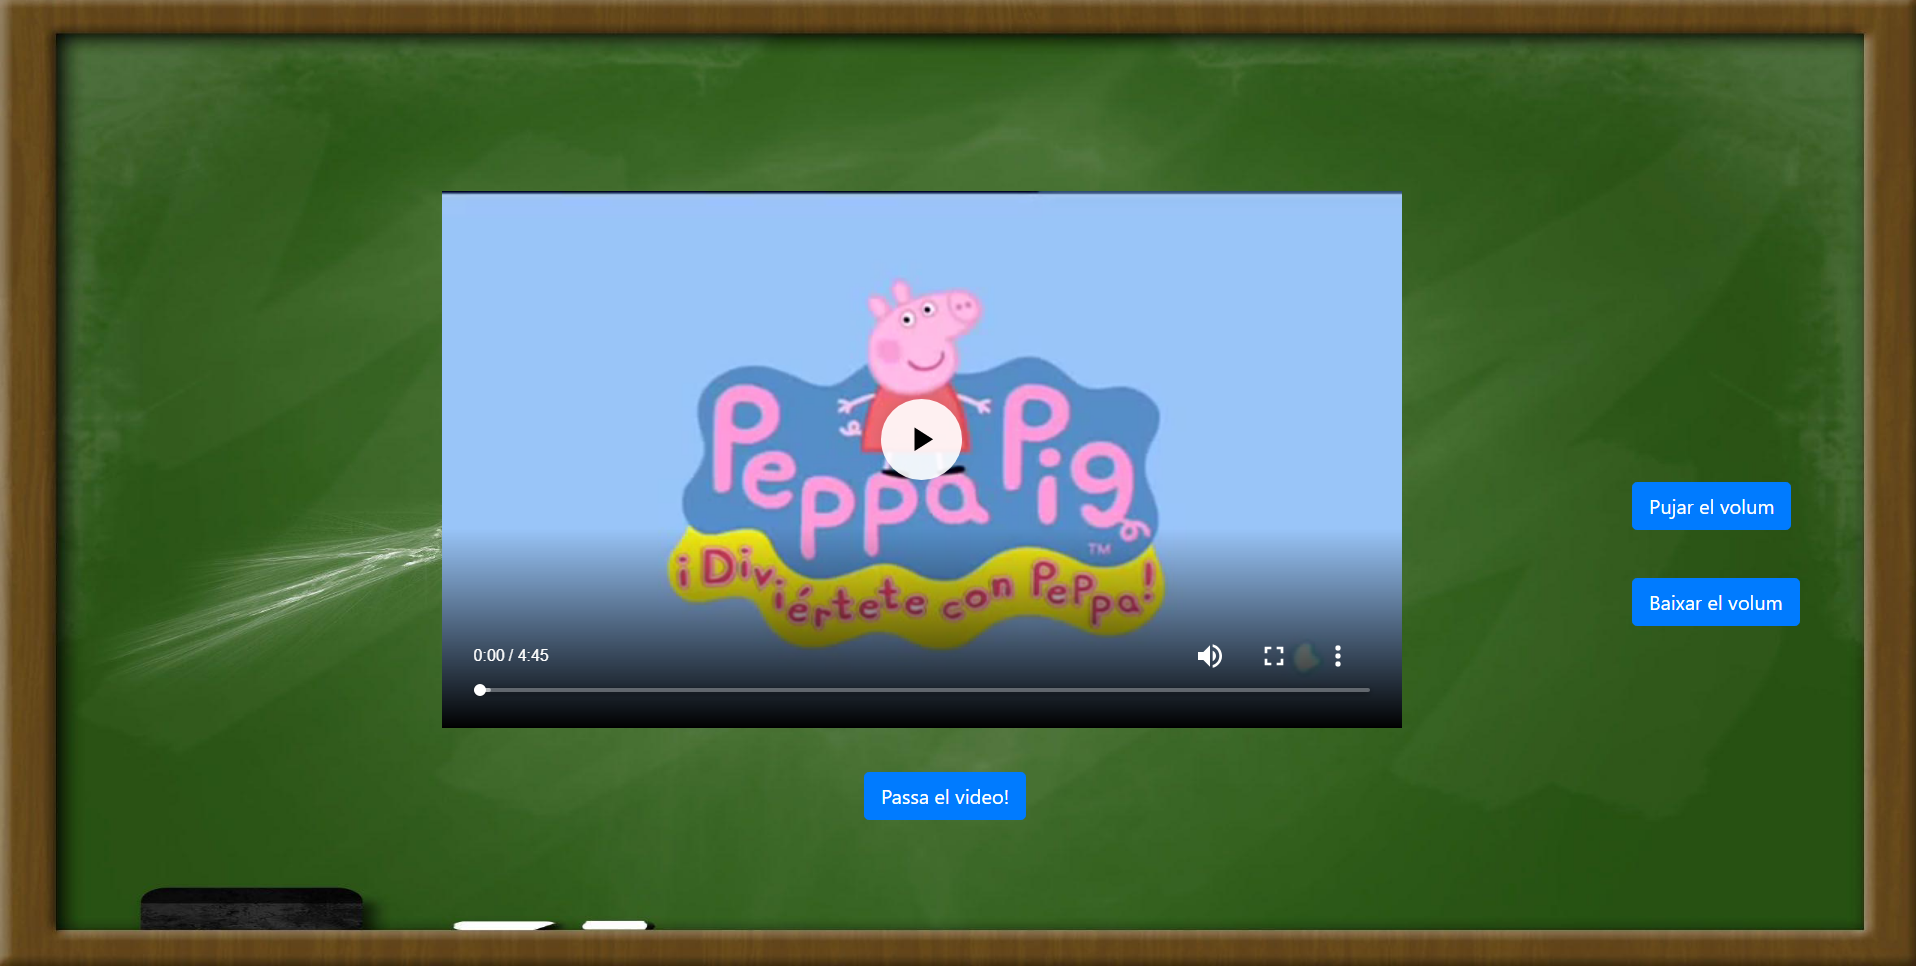 Peppa Pig
TM
¡Diviértete con PePpa!
0:00 / 4:45
Pujar el volum
Baixar el volum
Passa el video!